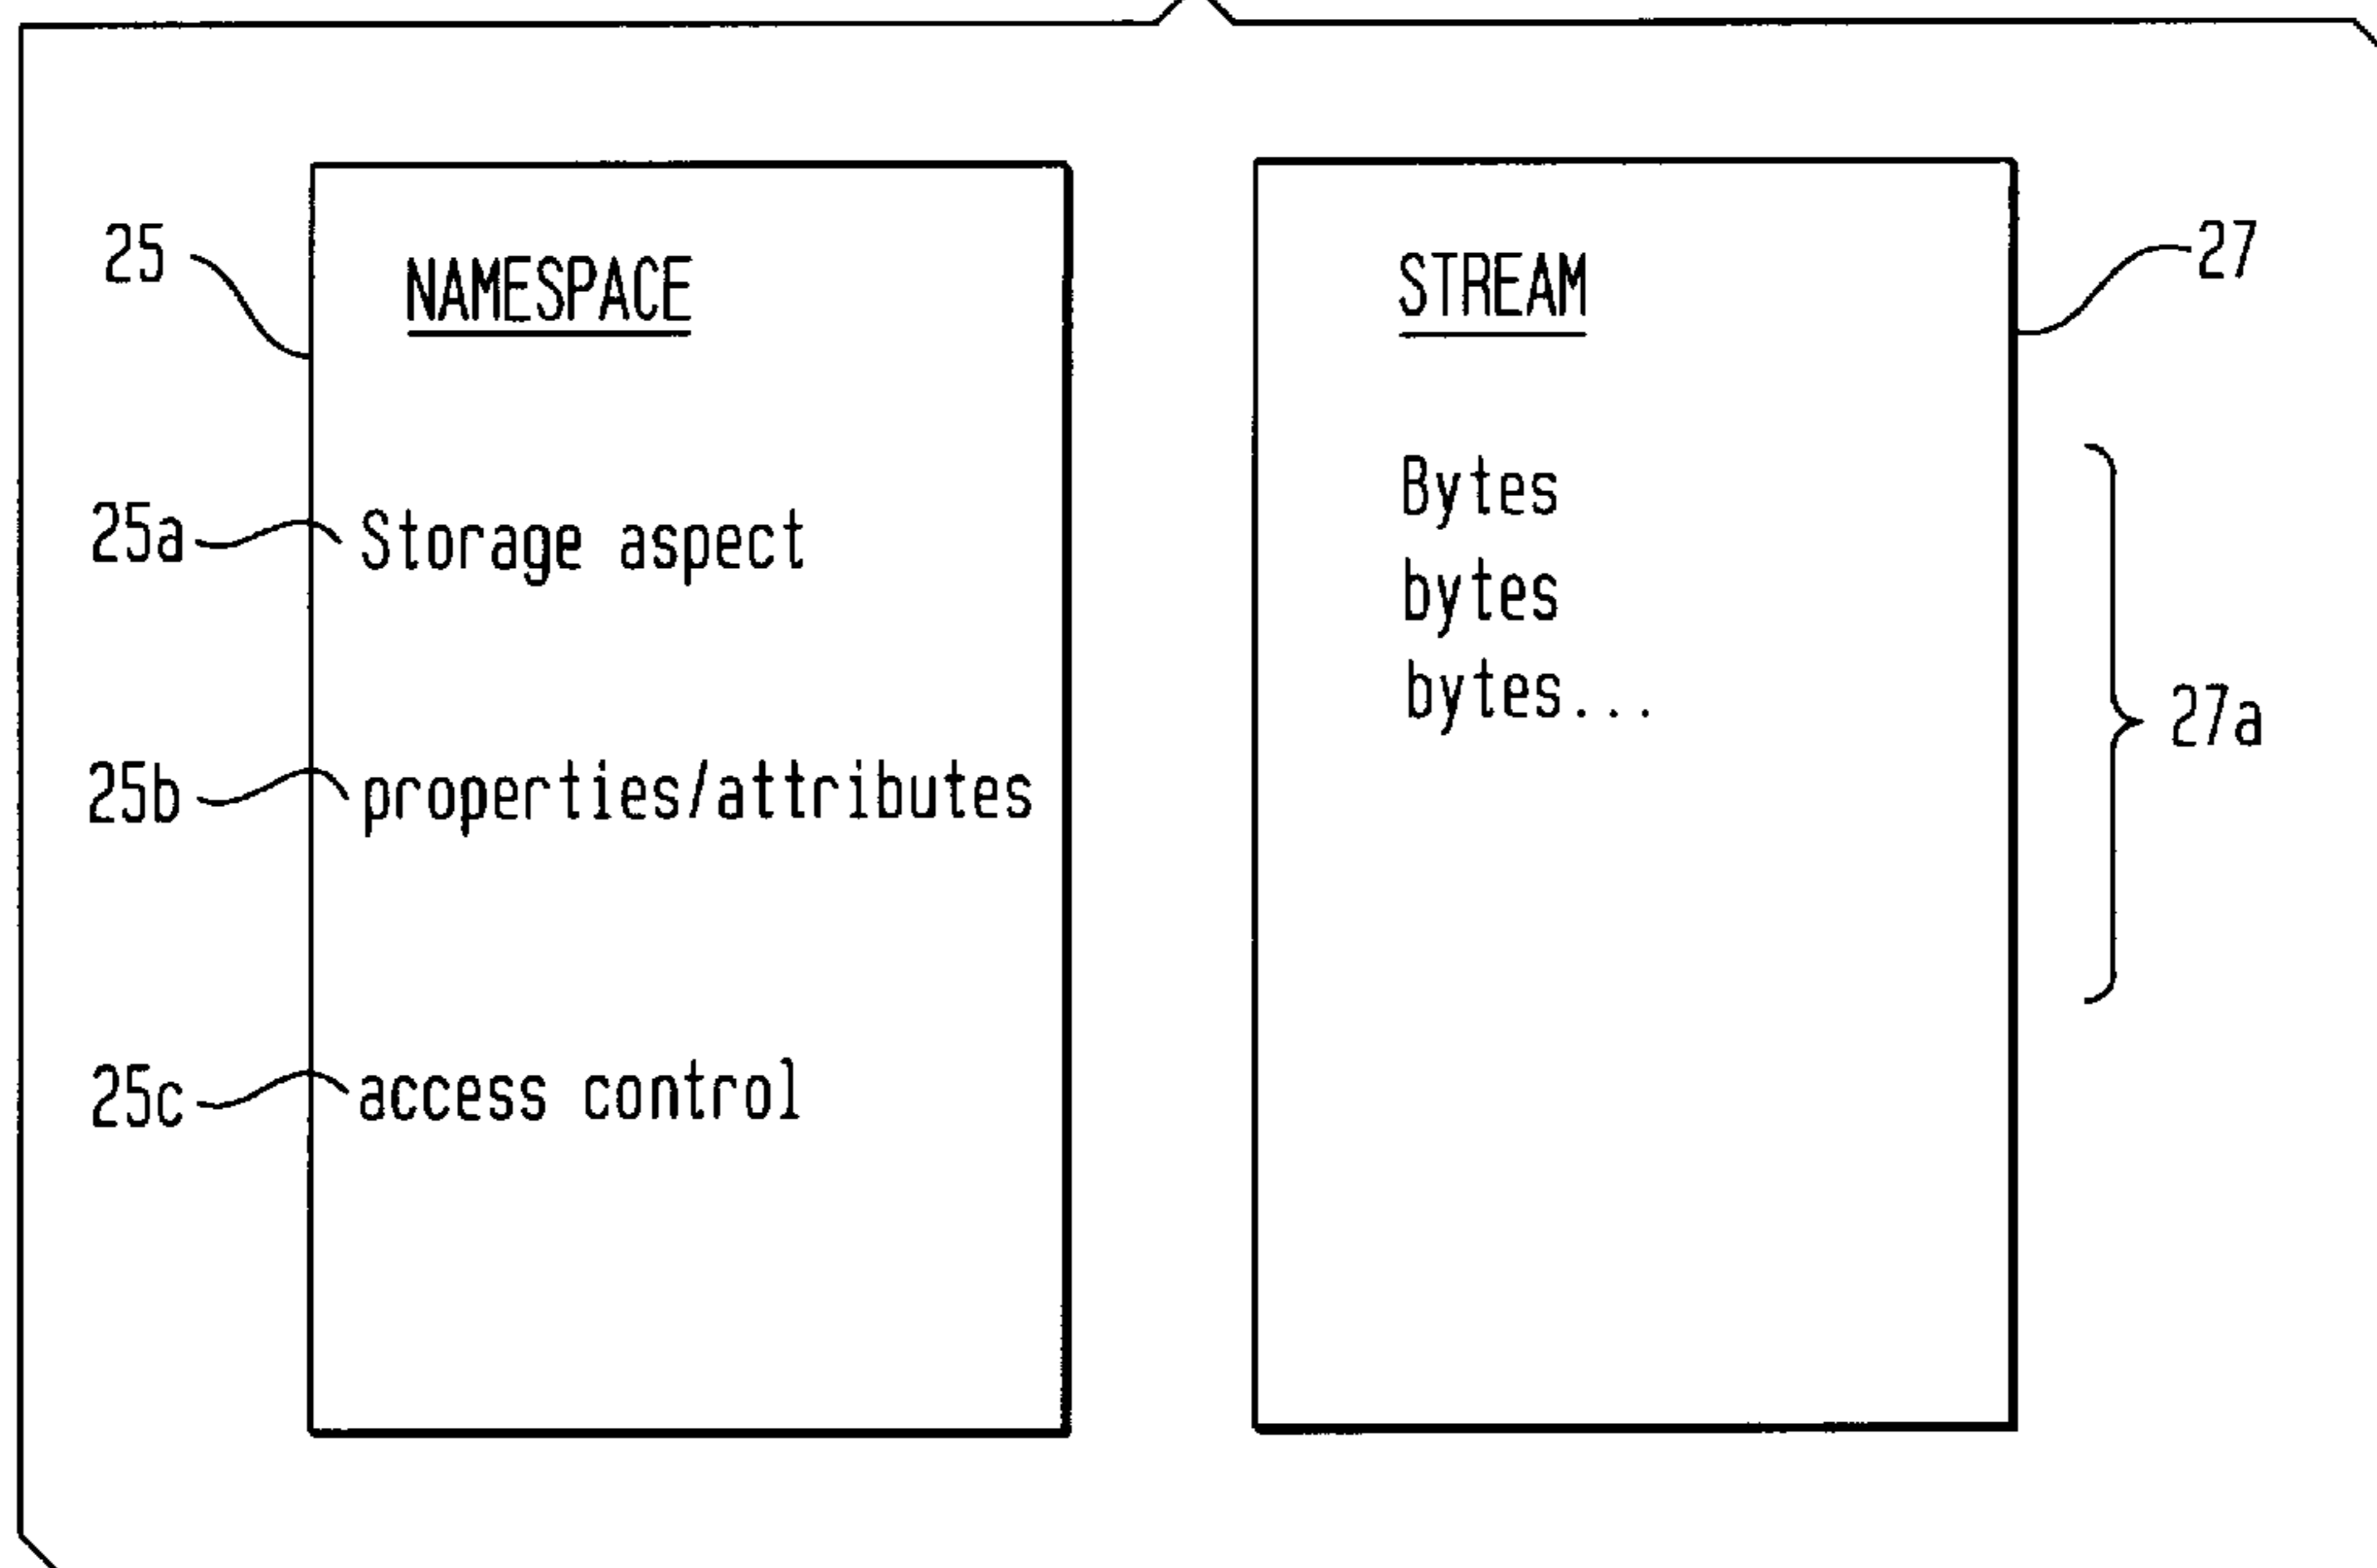 25
NAMESPACE
25a
Storage aspect
25b
properties/attributes
25c
access control
STREAM
27
Bytes
bytes
bytes...
27a